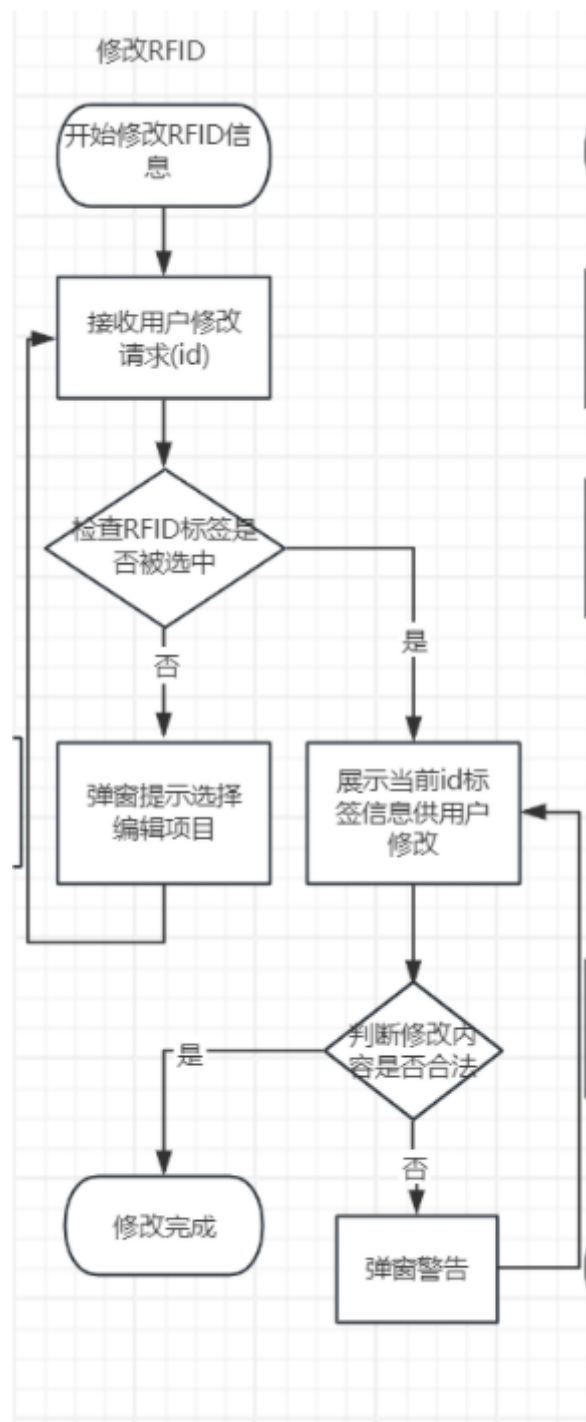 修改RFID
开始修改RFID信
息
接收用户修改
请求(id)
检查RFID标签是
否被选中
是
否
弹窗提示选择
编辑项目
展示当前id标
签信息供用户
修改
判断修改内
容是否合法
是
否
修改完成
弹窗警告